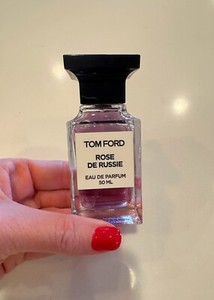 TOM FORD
ROSE
DE RUSSIE
EAU DE PARFUM
50 ML